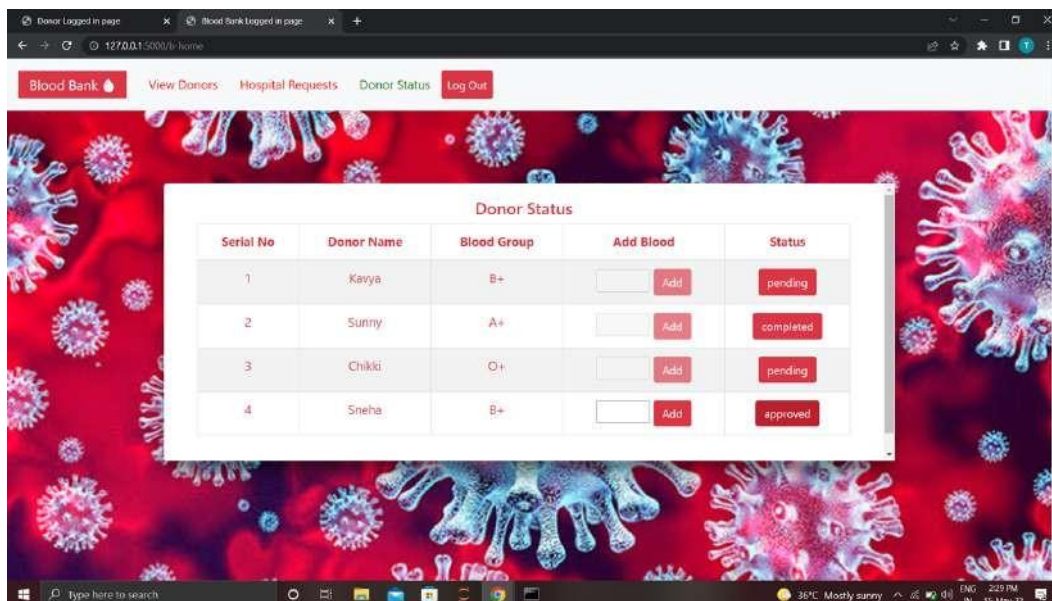 Donor Logged in page
Blood Bank Logged in page
127.0.0.1:5000/b-home
T
Blood Bank
View Donors
Hospital Requests
Donor Status
Log Out
Donor Status
Serial No Donor Name Blood Group Add Blood Status
1 Kavya B+ Add pending
2 Sunny A+ Add completed
3 Chikki O+ Add pending
4 Sneha B+ Add approved
Type here to search
36°C Mostly sunny
ENG 2:29 PM
IN